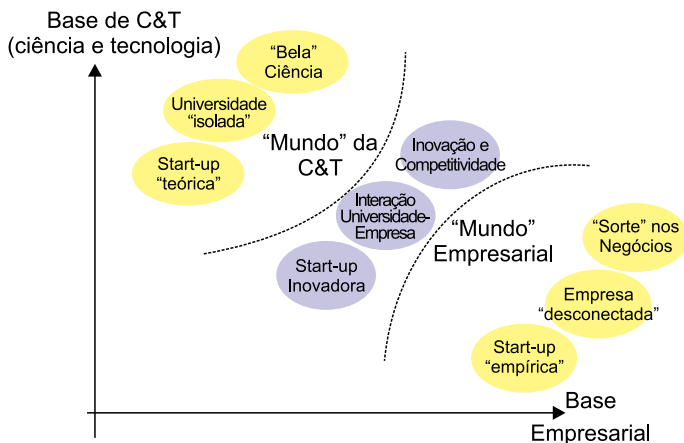 Base de C&T
(ciência e tecnologia)
“Bela”
Ciência
Universidade
“isolada”
Start-up
“teórica”
“Mundo” da
C&T
Inovação e
Competitividade
Interação
Universidade-
Empresa
Start-up
Inovadora
“Mundo”
Empresarial
“Sorte” nos
Negócios
Empresa
“desconectada”
Start-up
“empírica”
Base
Empresarial